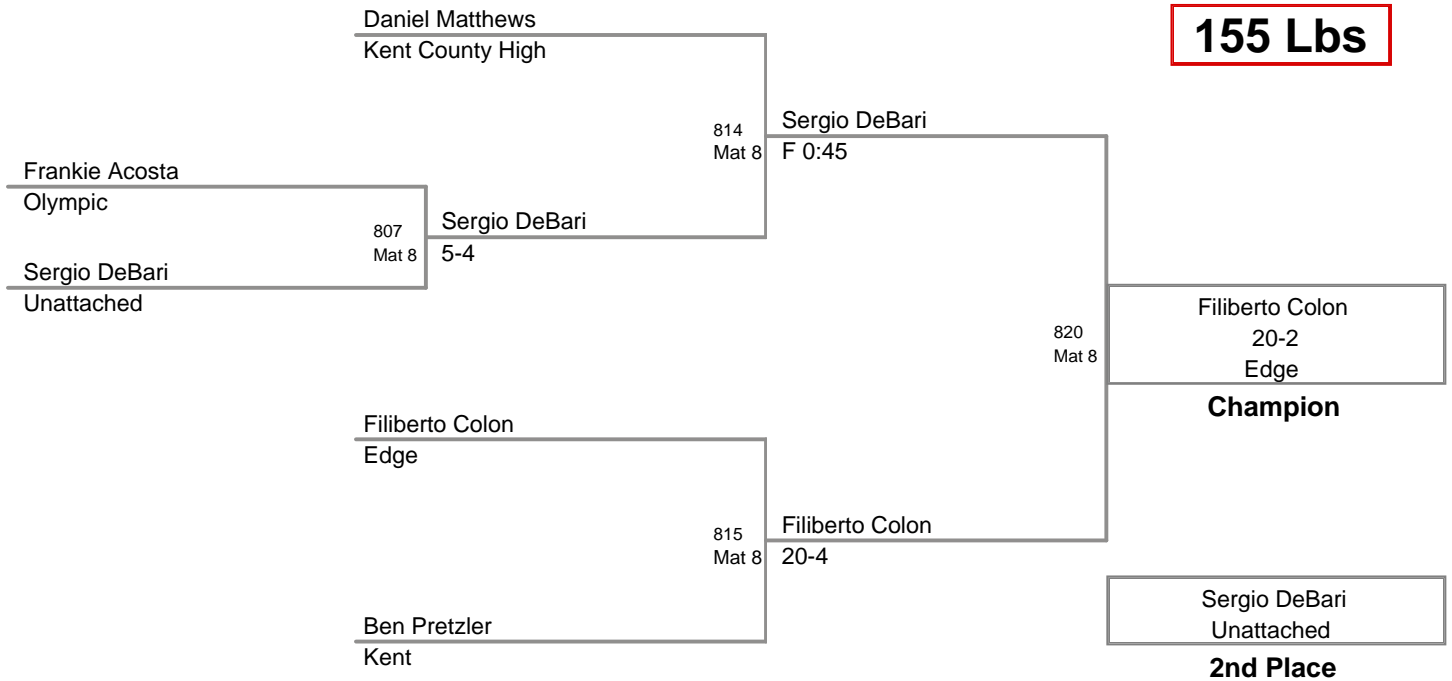 155 Lbs
Daniel Matthews
Kent County High
814
Mat 8
Sergio DeBari
F 0:45
Frankie Acosta
Olympic
807
Mat 8
Sergio DeBari
5-4
Sergio DeBari
Unattached
820
Mat 8
Filiberto Colon
20-2
Edge
Champion
Filiberto Colon
Edge
815
Mat 8
Filiberto Colon
20-4
Ben Pretzler
Kent
Sergio DeBari
Unattached
2nd Place